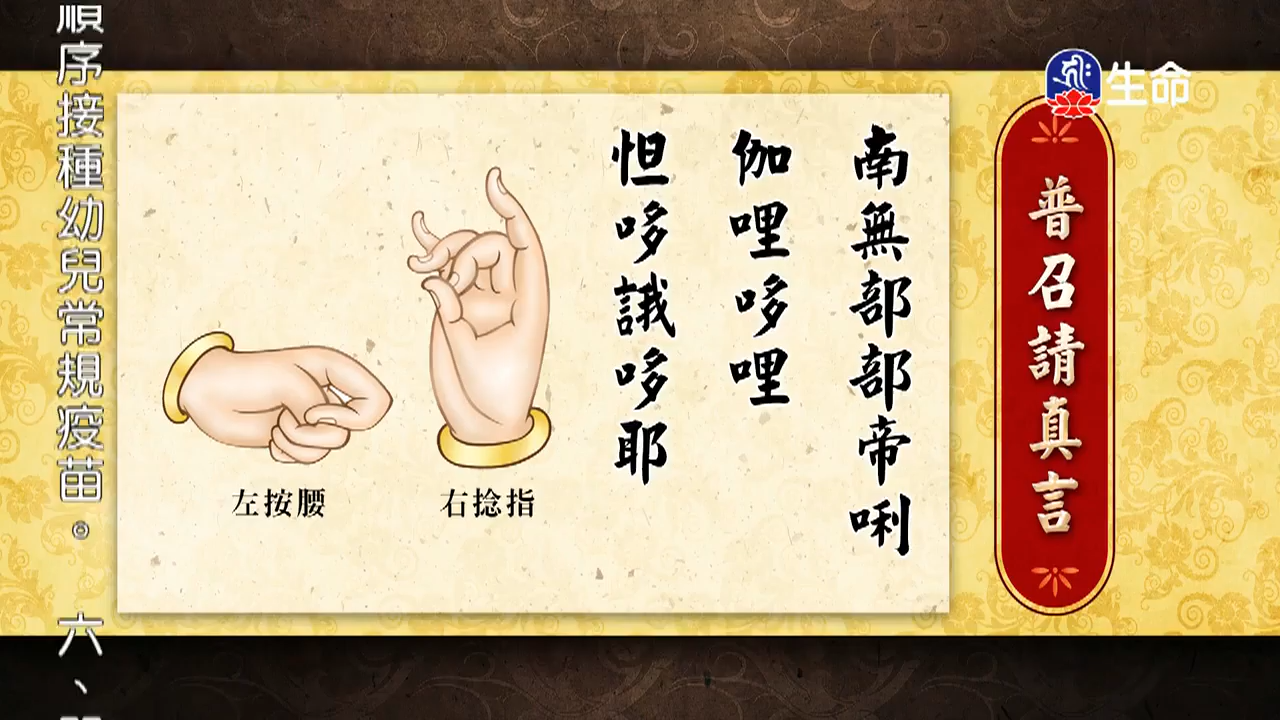 生命
普召請真言
南無部部帝唎
伽哩哆哩
怛哆誐哆耶
右捻指
左按腰
順序接種幼兒常規疫苗。 六、